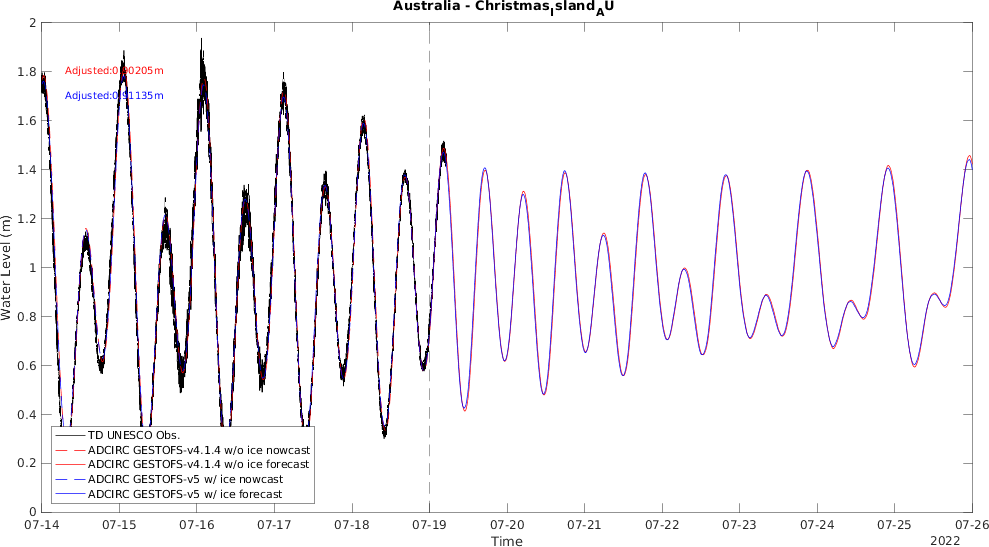 Australia - Christmas_Island_AU
Adjusted:0.90205m
Adjusted:0.91135m
Water Level (m)
2
1.8
1.6
1.4
1.2
1
0.8
0.6
0.4
0.2
0
TD UNESCO Obs.
ADCIRC GESTOFS-v4.1.4 w/o ice nowcast
ADCIRC GESTOFS-v4.1.4 w/o ice forecast
ADCIRC GESTOFS-v5 w/ ice nowcast
ADCIRC GESTOFS-v5 w/ ice forecast
07-14 07-15 07-16 07-17 07-18 07-19 07-20 07-21 07-22 07-23 07-24 07-25 07-26
Time
2022